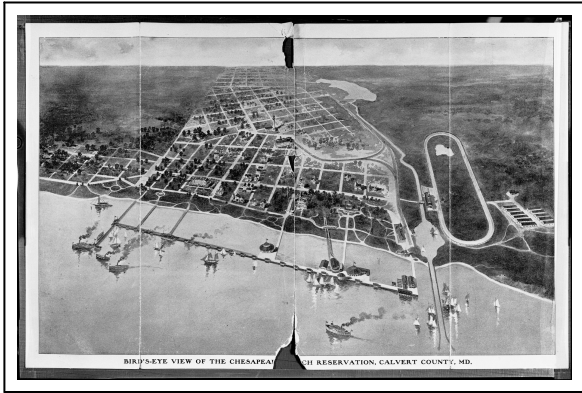 BIRD'S-EYE VIEW OF THE CHESAPEA CH RESERVATION, CALVERT COUNTY, MD.